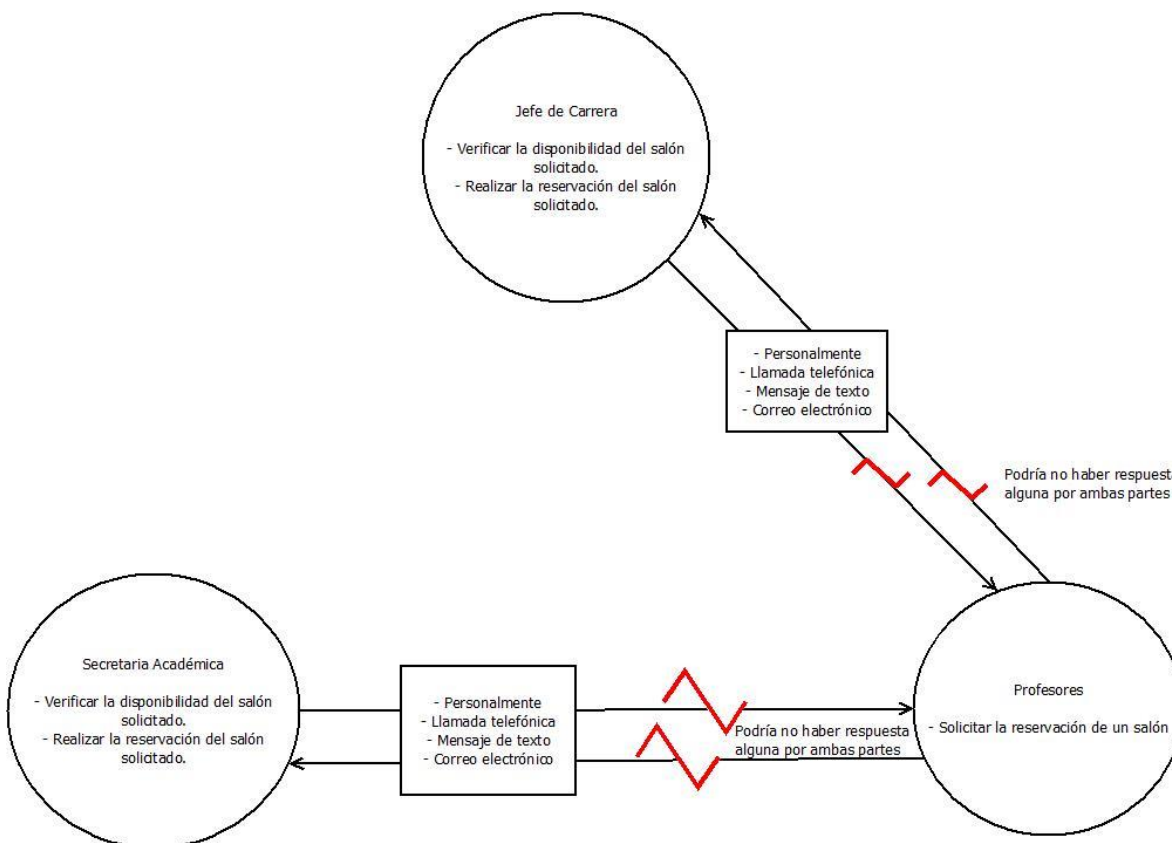 Jefe de Carrera
- Verificar la disponibilidad del salón
solicitado.
- Realizar la reservación del salón
solicitado.
- Personalmente
- Llamada telefónica
- Mensaje de texto
- Correo electrónico
Podría no haber respuesta
alguna por ambas partes
Secretaria Académica
- Verificar la disponibilidad del salón
solicitado.
- Realizar la reservación del salón
solicitado.
- Personalmente
- Llamada telefónica
- Mensaje de texto
- Correo electrónico
Podría no haber respuesta
alguna por ambas partes
Profesores
- Solicitar la reservación de un salón